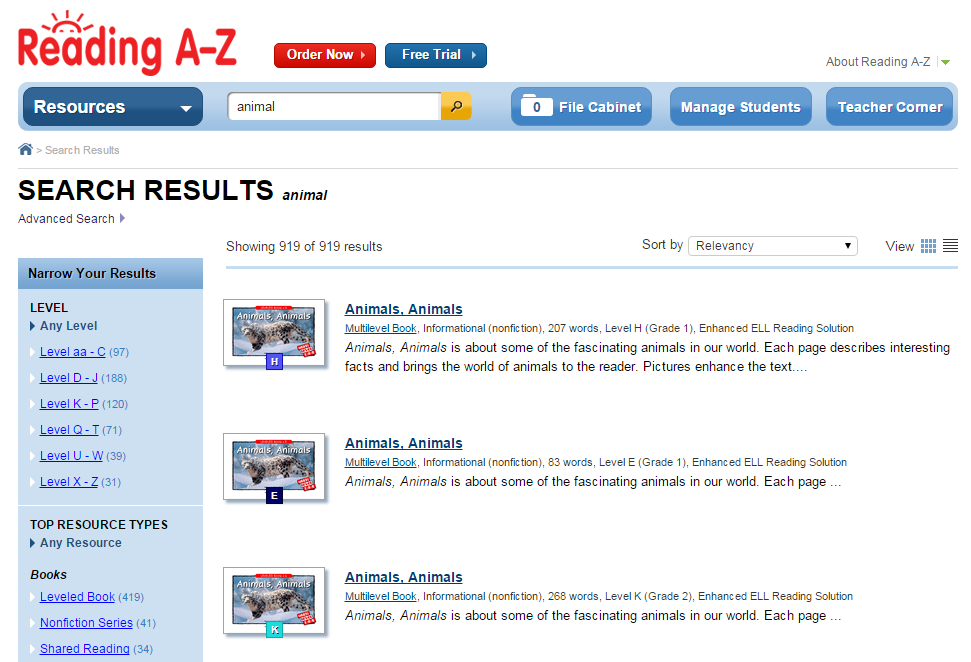 Reading A-Z
Order Now
Free Trial
About Reading A-Z
Resources
animal
0 File Cabinet
Manage Students
Teacher Corner
> Search Results
SEARCH RESULTS animal
Advanced Search
Showing 919 of 919 results
Sort by Relevancy
View
Narrow Your Results
LEVEL
Any Level
Level aa - C (97)
Level D - J (188)
Level K - P (120)
Level Q - T (71)
Level U - W (39)
Level X - Z (31)
TOP RESOURCE TYPES
Any Resource
Books
Leveled Book (419)
Nonfiction Series (41)
Shared Reading (34)
Animals, Animals
H
Animals, Animals
Multilevel Book, Informational (nonfiction), 207 words, Level H (Grade 1), Enhanced ELL Reading Solution
Animals, Animals is about some of the fascinating animals in our world. Each page describes interesting
facts and brings the world of animals to the reader. Pictures enhance the text....
Animals, Animals
E
Animals, Animals
Multilevel Book, Informational (nonfiction), 83 words, Level E (Grade 1), Enhanced ELL Reading Solution
Animals, Animals is about some of the fascinating animals in our world. Each page ...
Animals, Animals
K
Animals, Animals
Multilevel Book, Informational (nonfiction), 268 words, Level K (Grade 2), Enhanced ELL Reading Solution
Animals, Animals is about some of the fascinating animals in our world. Each page ...